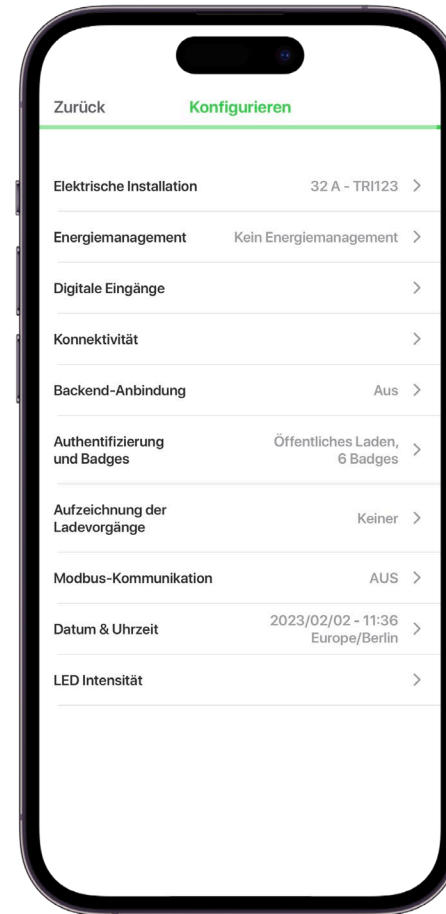 Zurück Konfigurieren
Elektrische Installation 32 A - TRI123
Energiemanagement Kein Energiemanagement
Digitale Eingänge
Konnektivität
Backend-Anbindung Aus
Authentifizierung Öffentliches Laden,
und Badges 6 Badges
Aufzeichnung der
Ladevorgänge Keiner
Modbus-Kommunikation AUS
Datum & Uhrzeit 2023/02/02 - 11:36
Europe/Berlin
LED Intensität